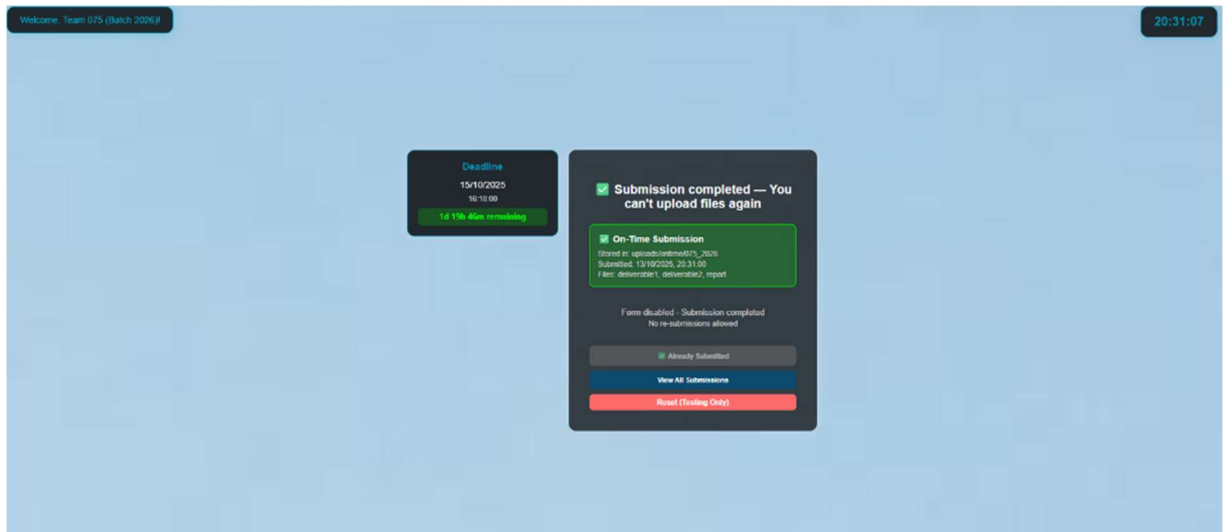 Welcome, Team 075 (Batch 2026)!
20:31:07
Deadline
15/10/2025
16:18:00
1d 19h 46m remaining
✅ Submission completed — You
can't upload files again
✅ On-Time Submission
Stored in: uploads/ontime/075_2026
Submitted: 13/10/2025, 20:31:00
Files: deliverable1, deliverable2, report
Form disabled - Submission completed
No re-submissions allowed
✅ Already Submitted
View All Submissions
Reset (Testing Only)